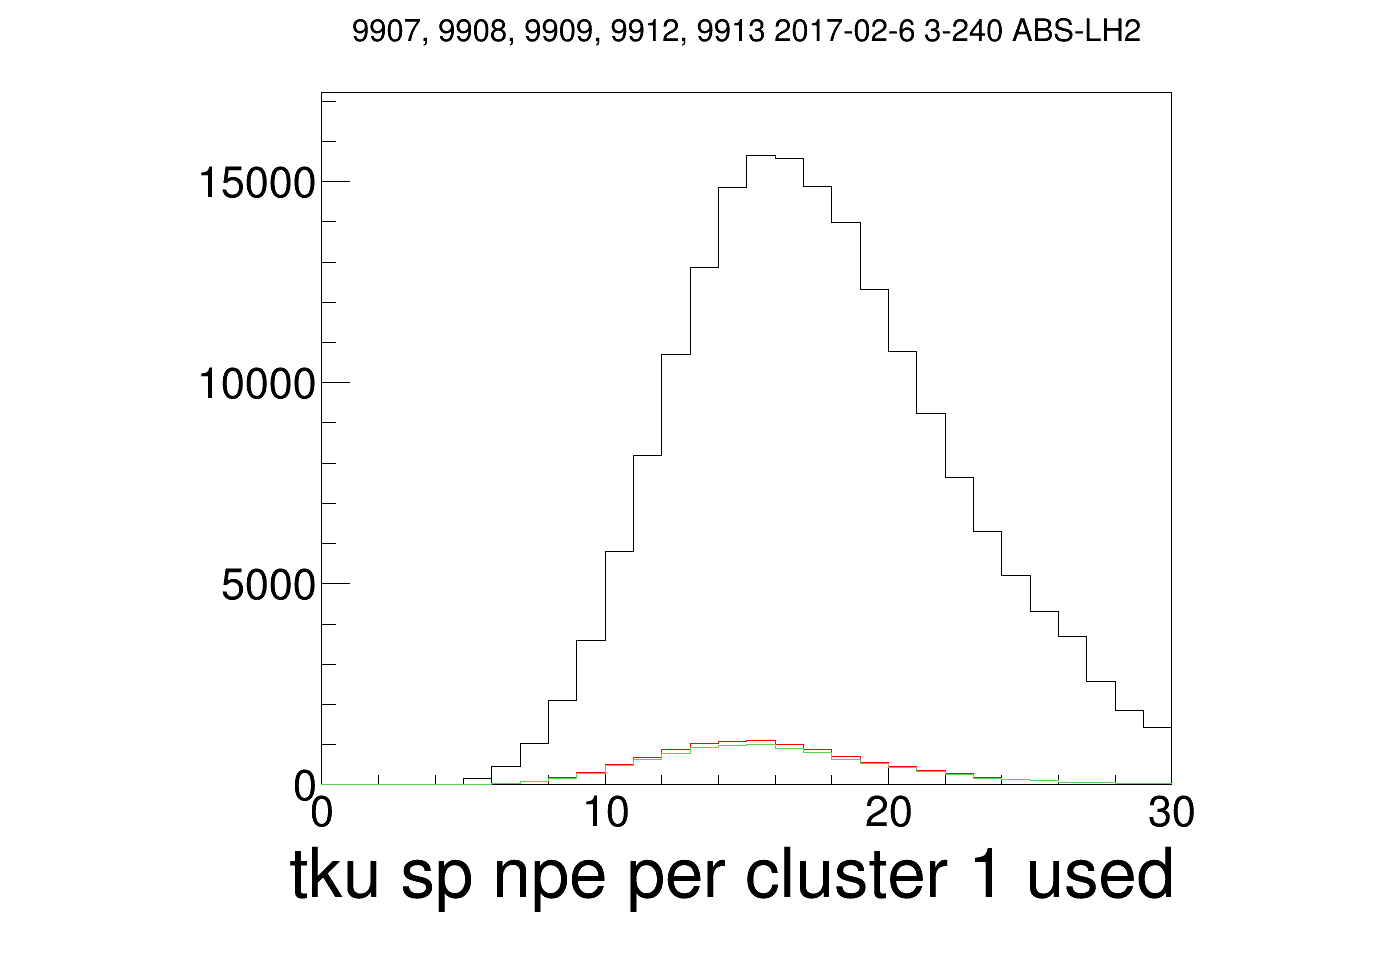 9907, 9908, 9909, 9912, 9913 2017-02-6 3-240 ABS-LH2
15000
10000
5000
0
0 10 20 30
tku sp npe per cluster 1 used